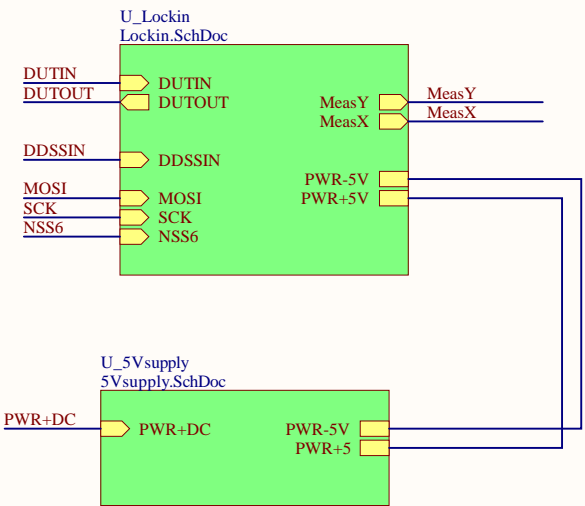 U_Lockin
Lockin.SchDoc
DUTIN
DUTIN
DUTOUT
DUTOUT
MeasY
MeasY
MeasX
MeasX
DDSSIN
DDSSIN
PWR-5V
MOSI
MOSI
PWR+5V
SCK
SCK
NSS6
NSS6
U_5Vsupply
5Vsupply.SchDoc
PWR+DC
PWR+DC
PWR-5V
PWR+5